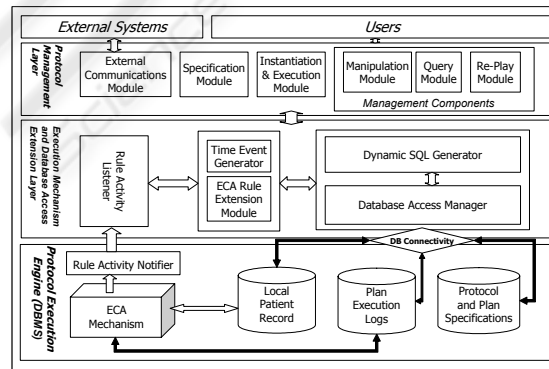 External Systems
Users
Protocol
Management
Layer
External
Communications
Module
Specification
Module
Instantiation
& Execution
Module
Manipulation
Module
Query
Module
Re-Play
Module
Management Components
Execution Mechanism
and Database Access
Extension Layer
Rule Activity
Listener
Time Event
Generator
ECA Rule
Extension
Module
Dynamic SQL Generator
Database Access Manager
DB Connectivity
Protocol Execution
Engine (DBMS)
Rule Activity Notifier
ECA
Mechanism
Local
Patient
Record
Plan
Execution
Logs
Protocol
and Plan
Specifications